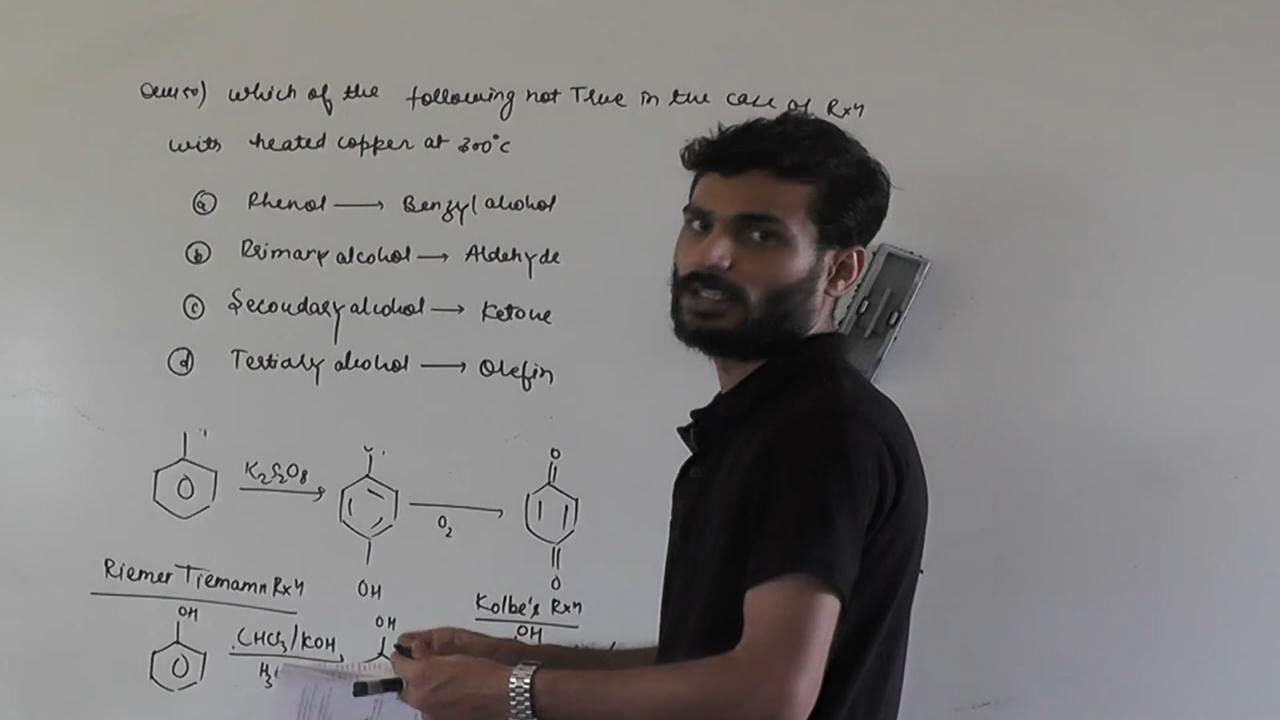 which of the following not True in the case of Rxn
with heated copper at 300°c
a Phenol → Benzyl alcohol
b Primary alcohol → Aldehyde
c Secondary alcohol → Ketone
d Tertiary alcohol → Olefin
K2S2O8
O2
O
O
OH
Riemer Tiemann Rxn
OH
CHCl3/KOH
OH
Kolbe's Rxn
OH